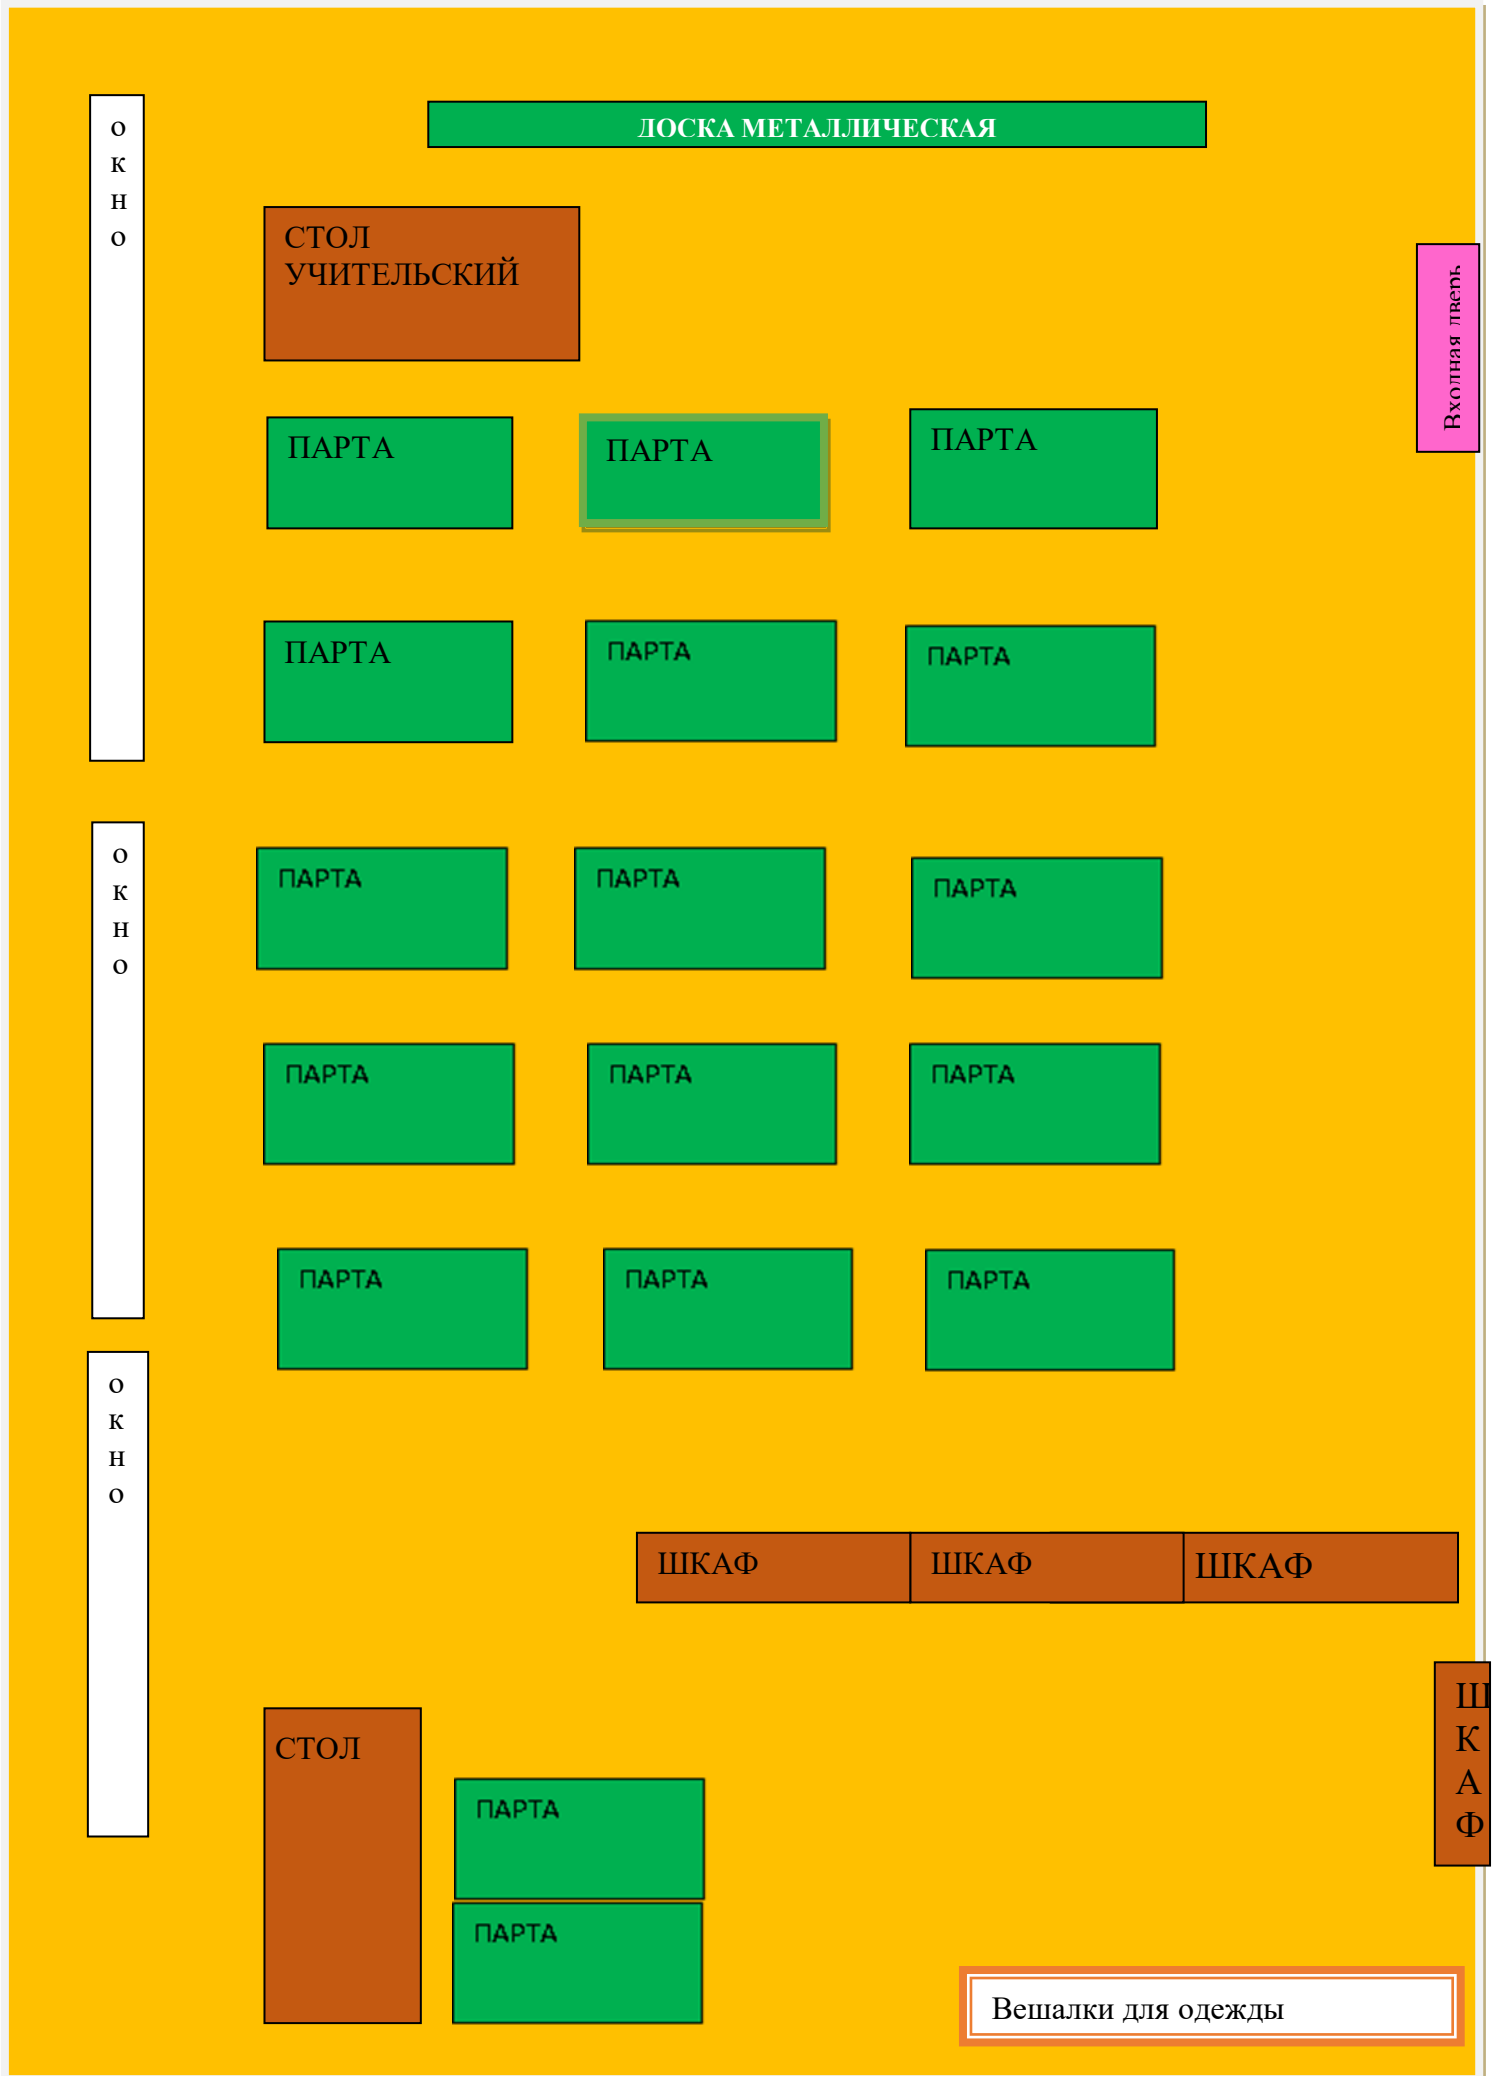 о
к
н
о
ДОСКА МЕТАЛЛИЧЕСКАЯ
СТОЛ
УЧИТЕЛЬСКИЙ
Входная дверь
ПАРТА
ПАРТА
ПАРТА
ПАРТА
ПАРТА
ПАРТА
о
к
н
о
ПАРТА
ПАРТА
ПАРТА
ПАРТА
ПАРТА
ПАРТА
ПАРТА
ПАРТА
ПАРТА
о
к
н
о
ШКАФ
ШКАФ
ШКАФ
Ш
К
А
Ф
СТОЛ
ПАРТА
ПАРТА
Вешалки для одежды